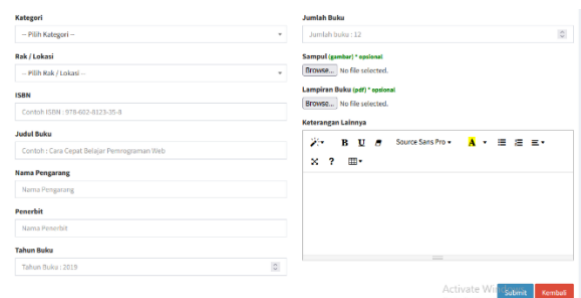 Kategori
-- Pilih Kategori --
Rak / Lokasi
-- Pilih Rak / Lokasi --
ISBN
Contoh ISBN : 978-602-8123-35-8
Judul Buku
Contoh : Cara Cepat Belajar Pemrograman Web
Nama Pengarang
Nama Pengarang
Penerbit
Nama Penerbit
Tahun Buku
Tahun Buku : 2019
Jumlah Buku
Jumlah buku : 12
Sampul (gambar) * opsional
Browse... No file selected.
Lampiran Buku (pdf) * opsional
Browse... No file selected.
Keterangan Lainnya
B U Source Sans Pro A
?
Activate
Submit Kembali